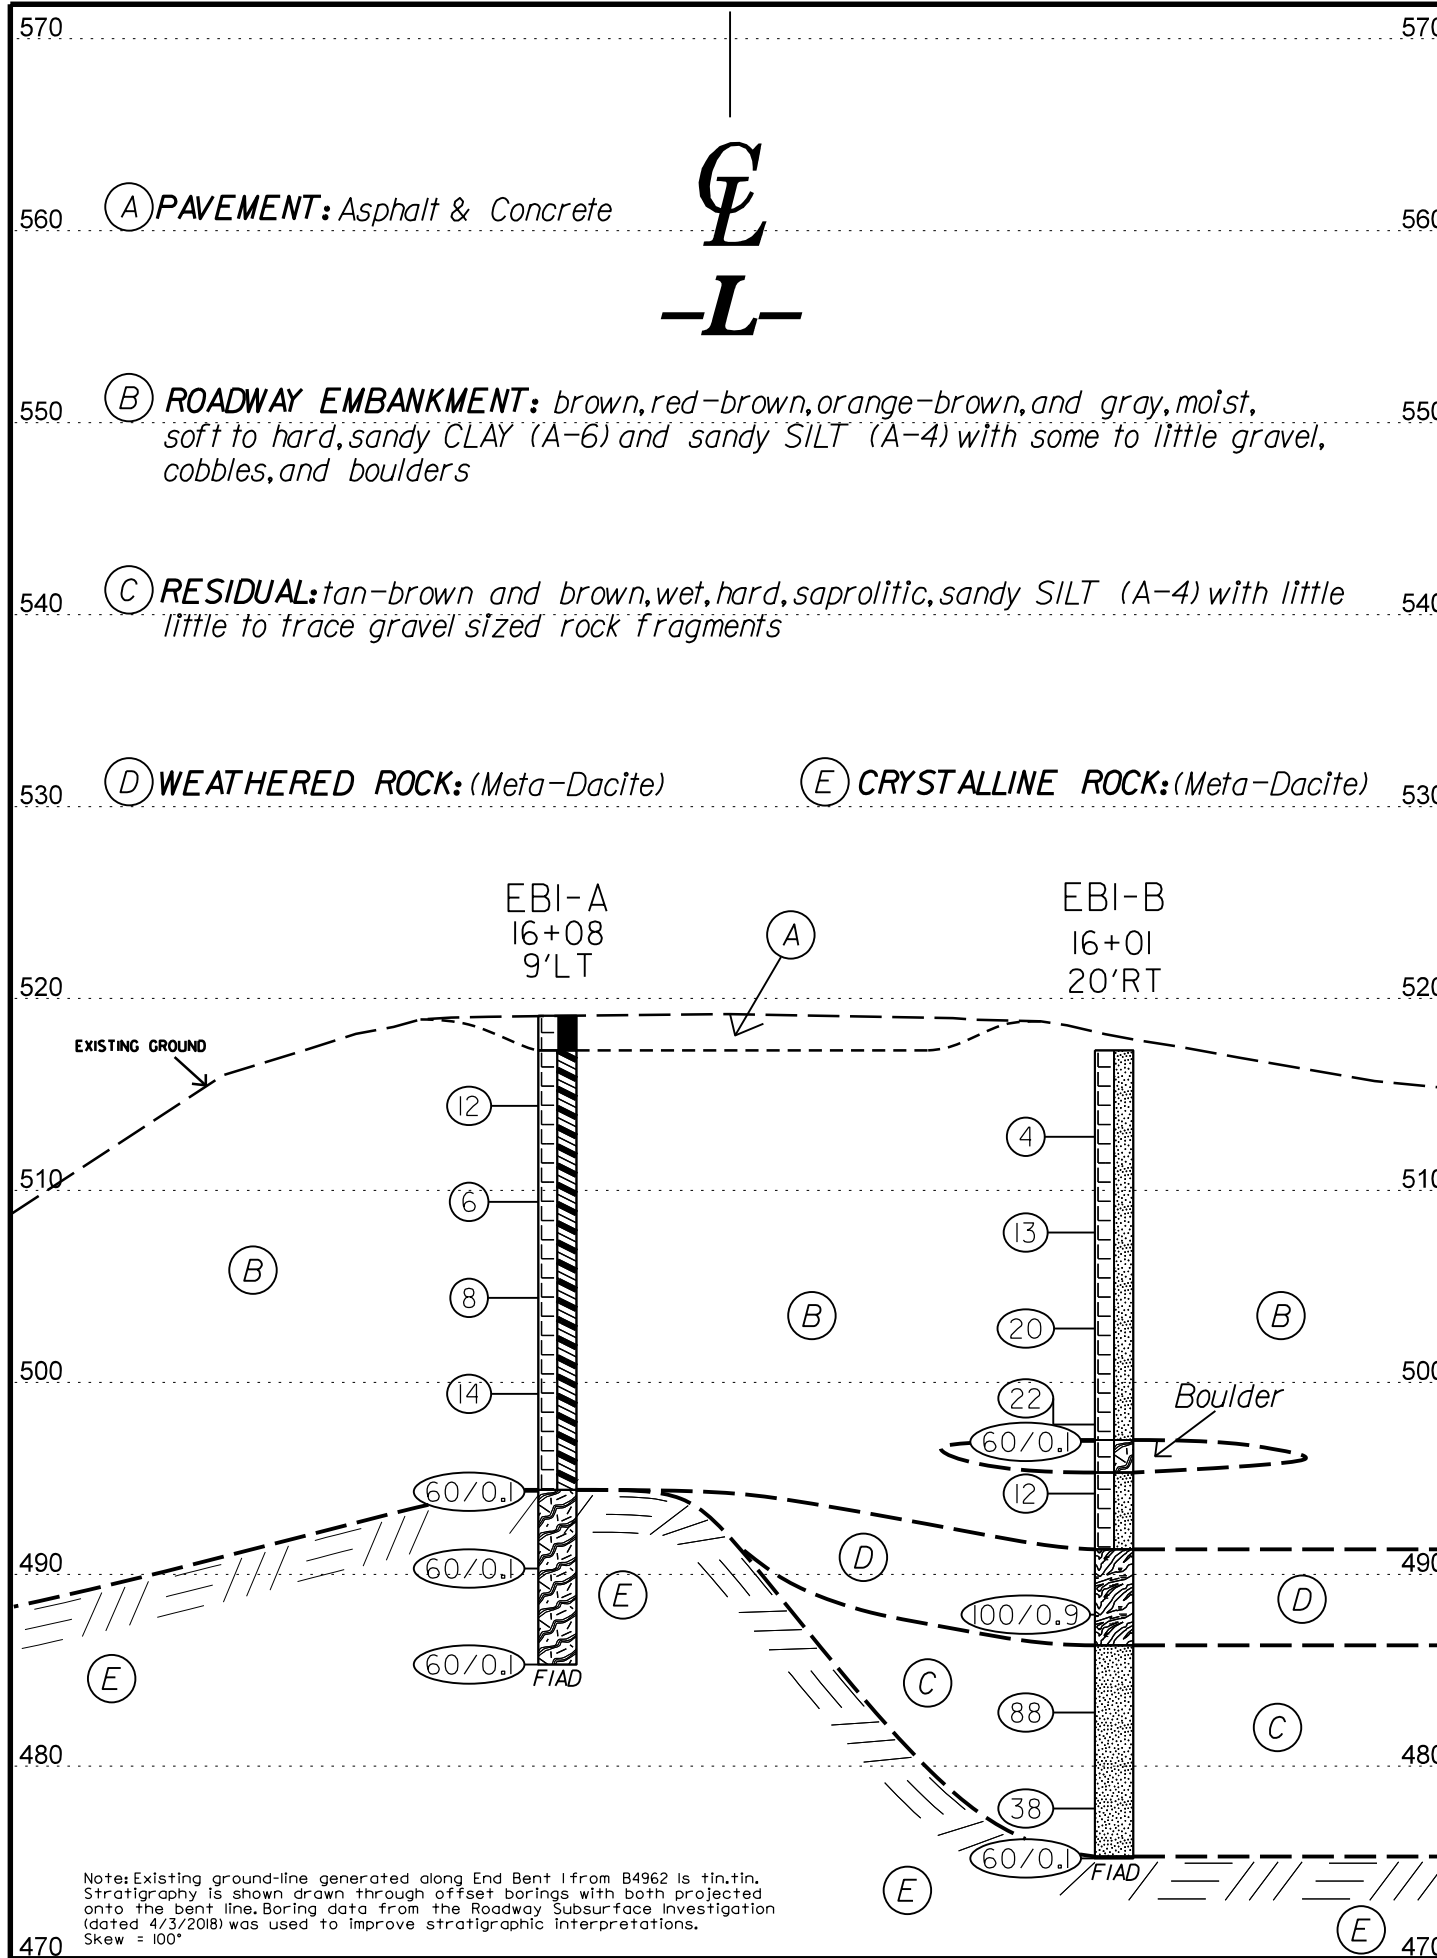 570
570
A PAVEMENT: Asphalt & Concrete
CL
560
560
-L-
B ROADWAY EMBANKMENT: brown, red-brown, orange-brown, and gray, moist,
550
550
soft to hard, sandy CLAY (A-6) and sandy SILT (A-4) with some to little gravel,
cobbles, and boulders
C RESIDUAL: tan-brown and brown, wet, hard, saprolitic, sandy SILT (A-4) with little
540
540
little to trace gravel sized rock fragments
D WEATHERED ROCK: (Meta-Dacite)
E CRYSTALLINE ROCK: (Meta-Dacite)
530
530
EB1-A
16+08
9'LT
A
EB1-B
16+01
20'RT
520
520
EXISTING GROUND
12
4
510
510
6
13
B
8
B
20
B
500
500
14
22
Boulder
60/0.1
60/0.1
12
D
490
490
60/0.1
E
D
100/0.9
60/0.1
FIAD
E
C
88
C
480
480
38
60/0.1
FIAD
E
E
Note: Existing ground-line generated along End Bent 1 from B4962_ls_tin.tin.
Stratigraphy is shown drawn through offset borings with both projected
onto the bent line. Boring data from the Roadway Subsurface Investigation
(dated 4/3/2018) was used to improve stratigraphic interpretations.
Skew = 100°
470
470